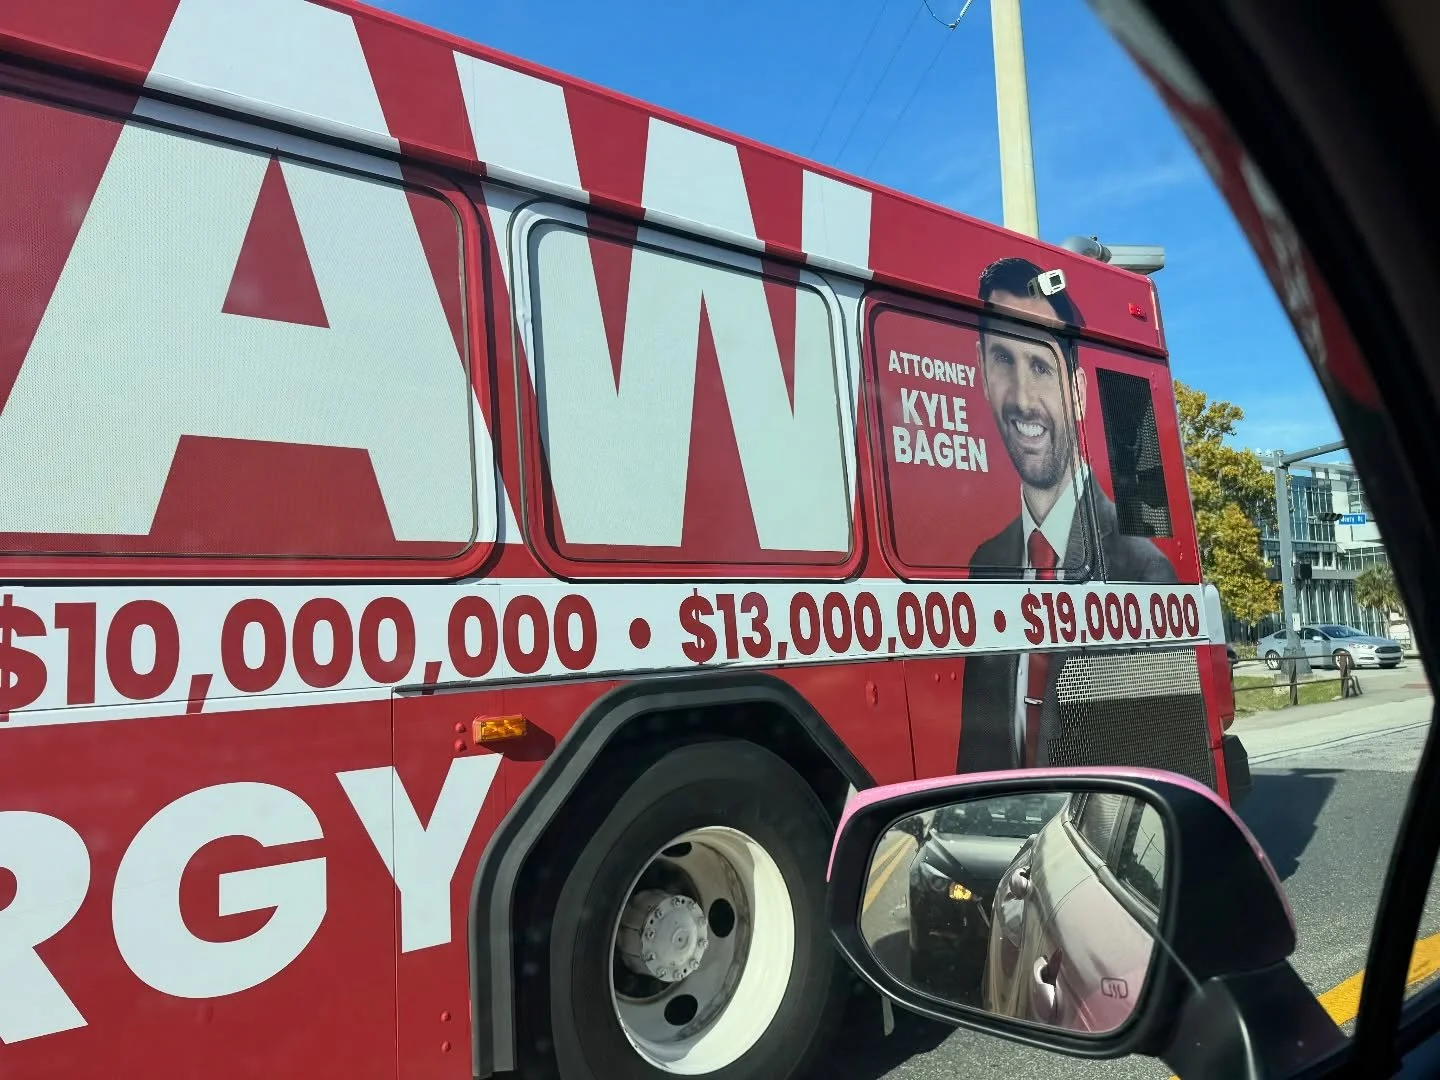 AW
ATTORNEY
KYLE
BAGEN
$10,000,000 • $13,000,000 • $19,000,000
RGY